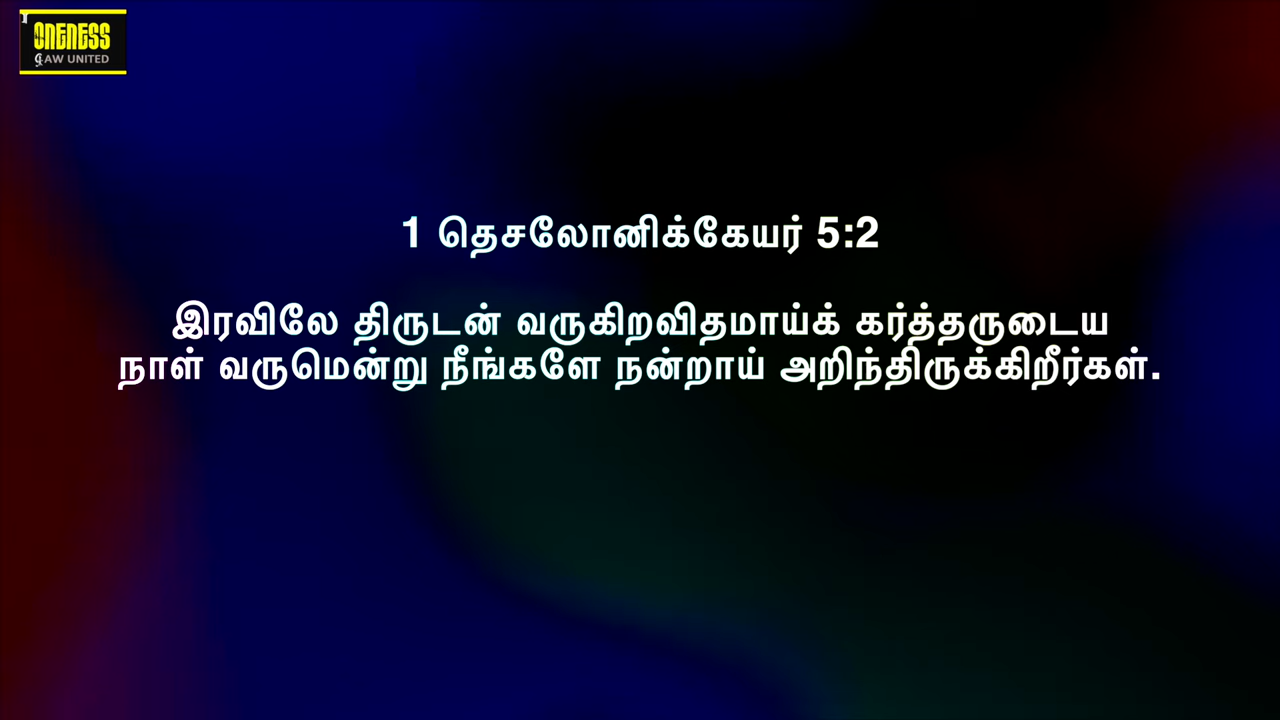 ONENESS
LAW UNITED
1 தெசலோனிக்கேயர் 5:2
இரவிலே திருடன் வருகிறவிதமாய்க் கர்த்தருடைய
நாள் வருமென்று நீங்களே நன்றாய் அறிந்திருக்கிறீர்கள்.